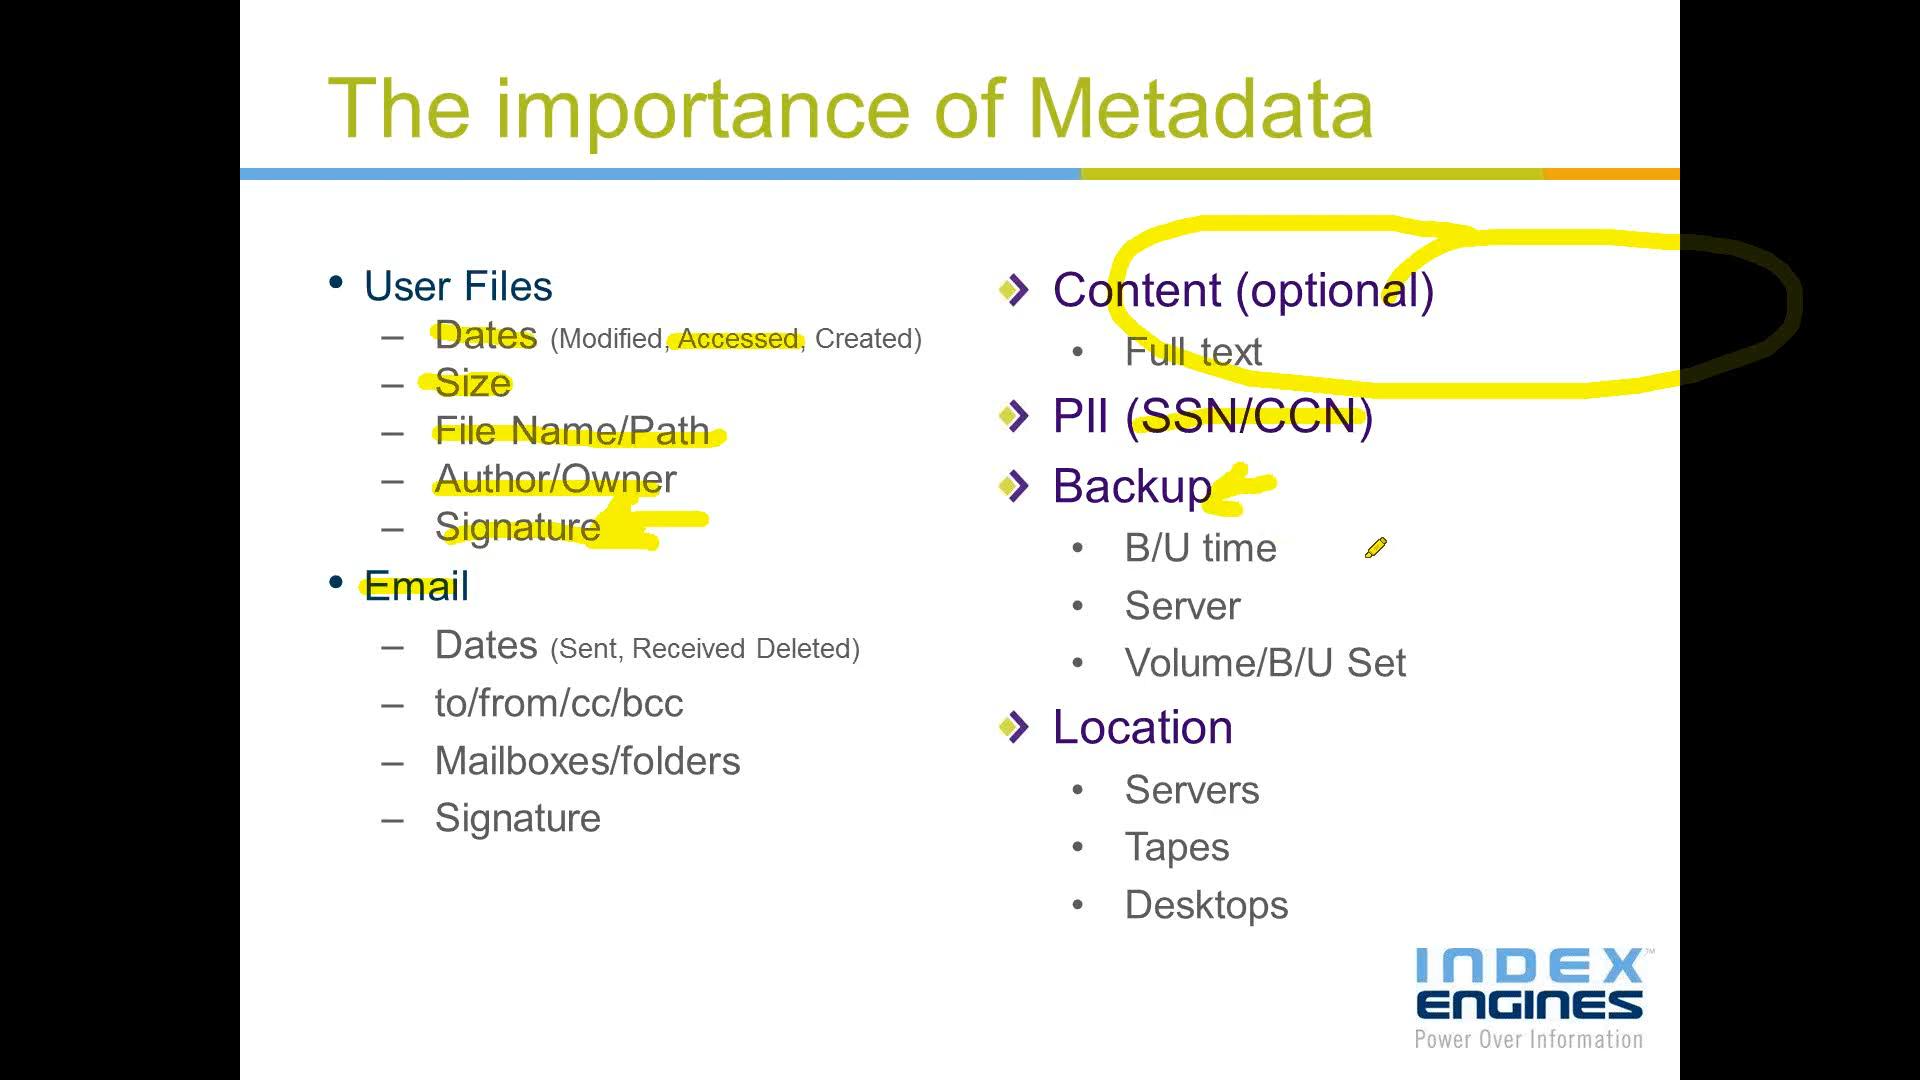 The importance of Metadata
• User Files
– Dates (Modified, Accessed, Created)
– Size
– File Name/Path
– Author/Owner
– Signature
• Email
– Dates (Sent, Received Deleted)
– to/from/cc/bcc
– Mailboxes/folders
– Signature
Content (optional)
• Full text
PII (SSN/CCN)
Backup
• B/U time
• Server
• Volume/B/U Set
Location
• Servers
• Tapes
• Desktops
INDEX™
ENGINES
Power Over Information